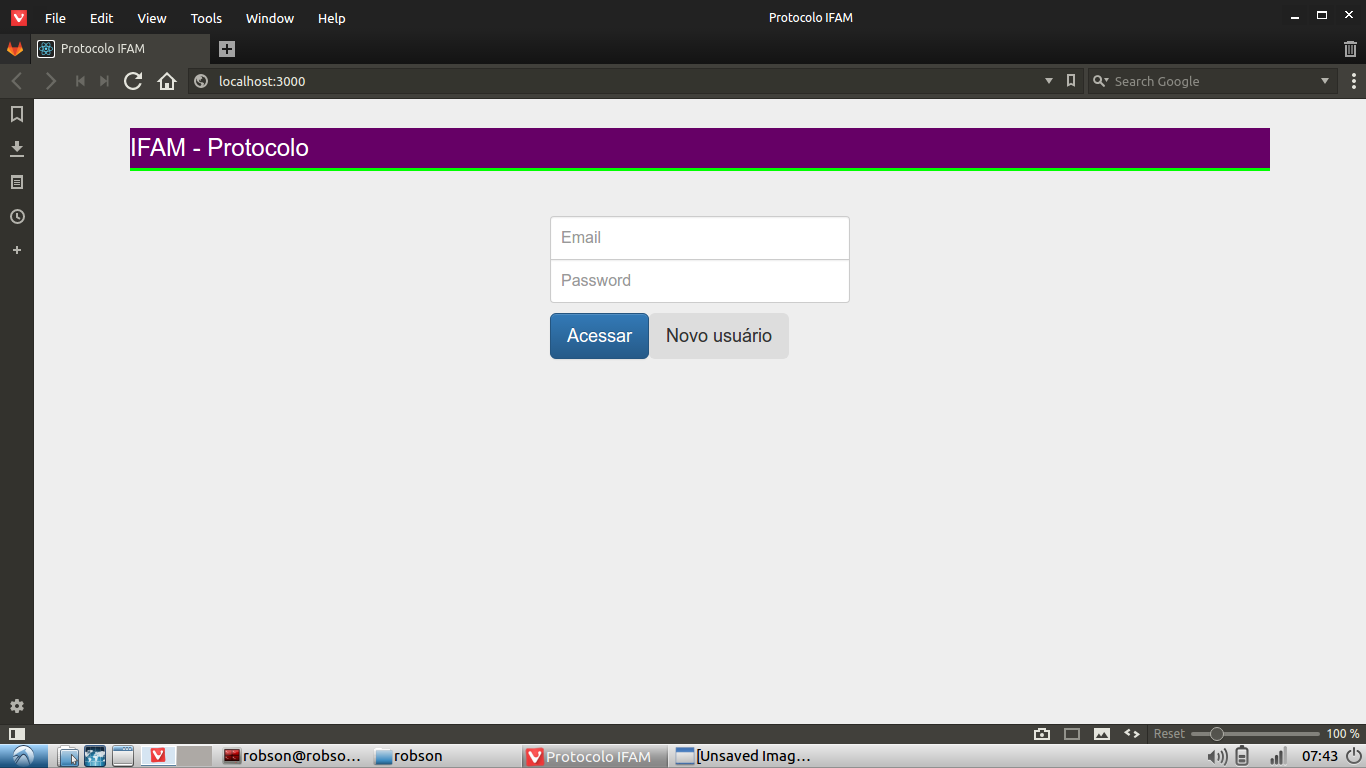 File Edit View Tools Window Help Protocolo IFAM
Protocolo IFAM
localhost:3000 Search Google
IFAM - Protocolo
Email
Password
Acessar Novo usuário
Reset 100 %
robson@robso... robson Protocolo IFAM [Unsaved Imag... 07:43